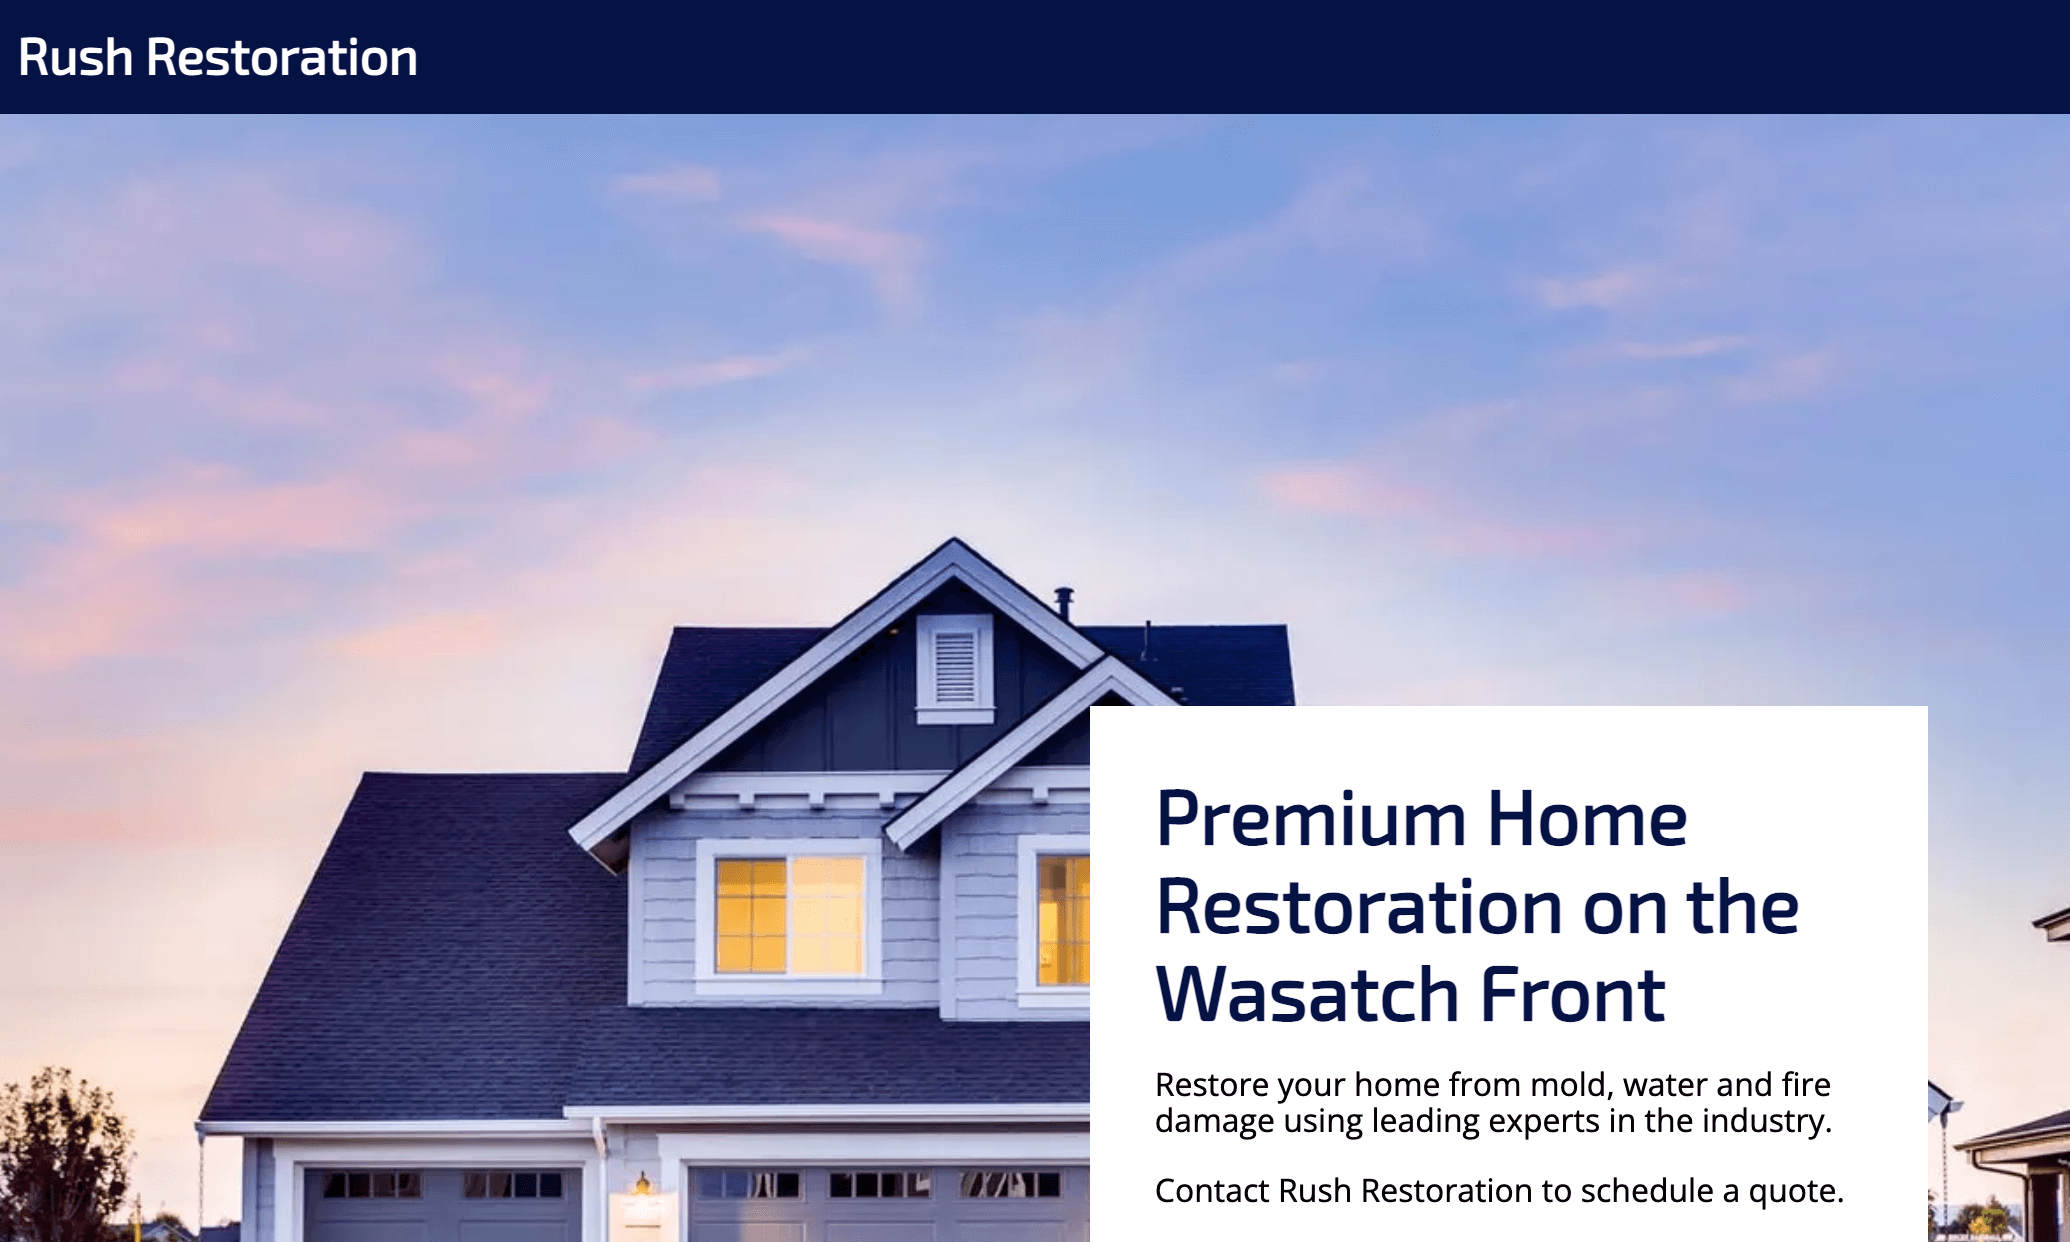 Rush Restoration
Premium Home
Restoration on the
Wasatch Front
Restore your home from mold, water and fire
damage using leading experts in the industry.
Contact Rush Restoration to schedule a quote.